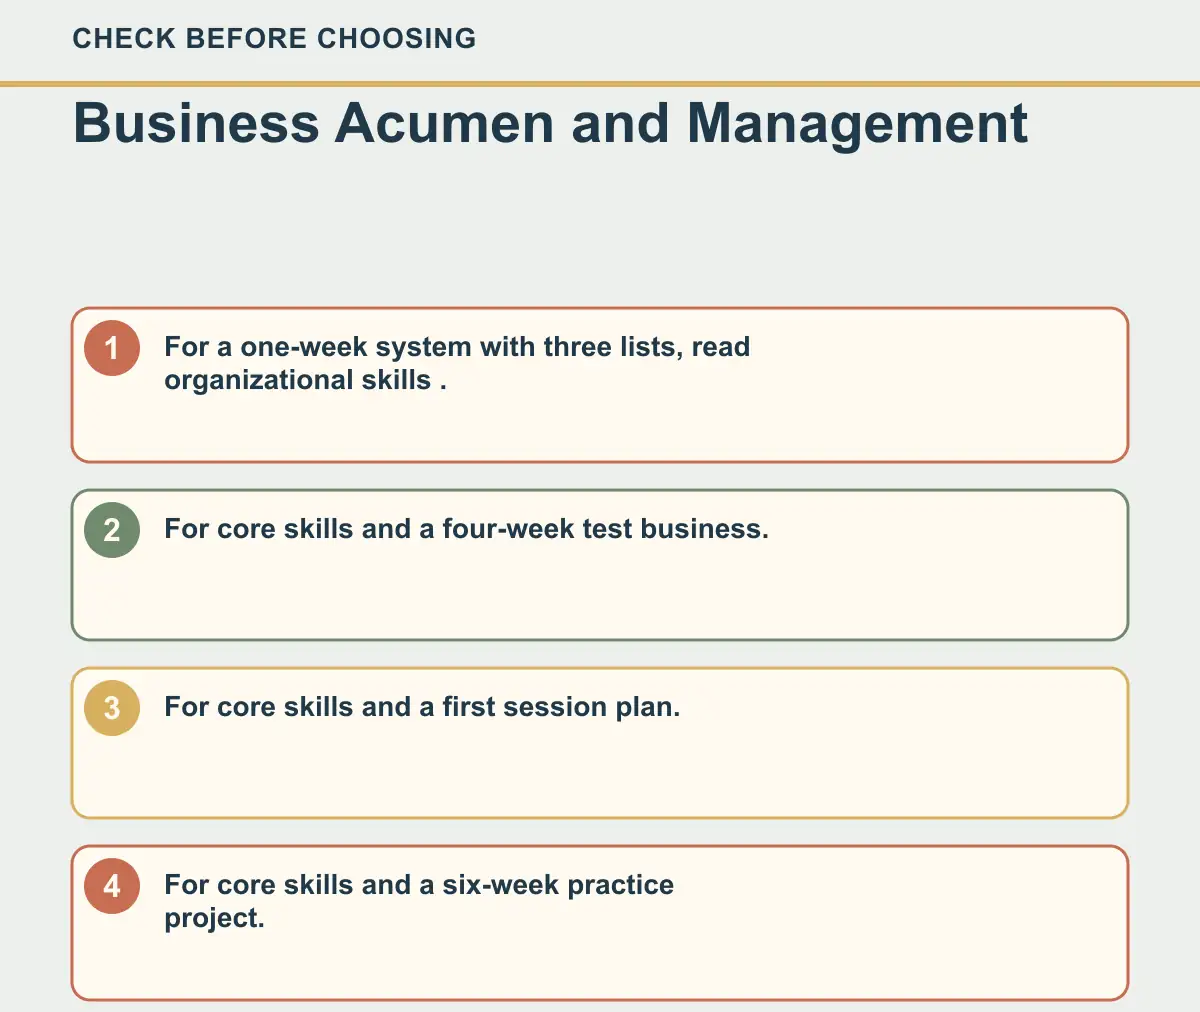 CHECK BEFORE CHOOSING
Business Acumen and Management
1
For a one-week system with three lists, read
organizational skills .
2
For core skills and a four-week test business.
3
For core skills and a first session plan.
4
For core skills and a six-week practice
project.